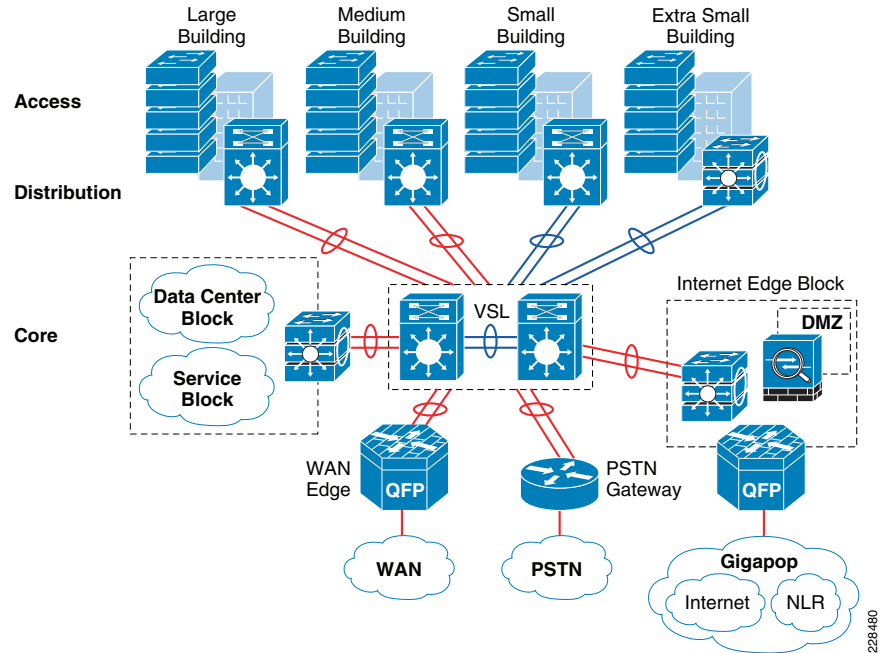 Large
Building
Medium
Building
Small
Building
Extra Small
Building
Access
Distribution
Core
Data Center
Block
Service
Block
VSL
Internet Edge Block
DMZ
WAN
Edge
QFP
PSTN
Gateway
QFP
WAN
PSTN
Gigapop
Internet
NLR
228480